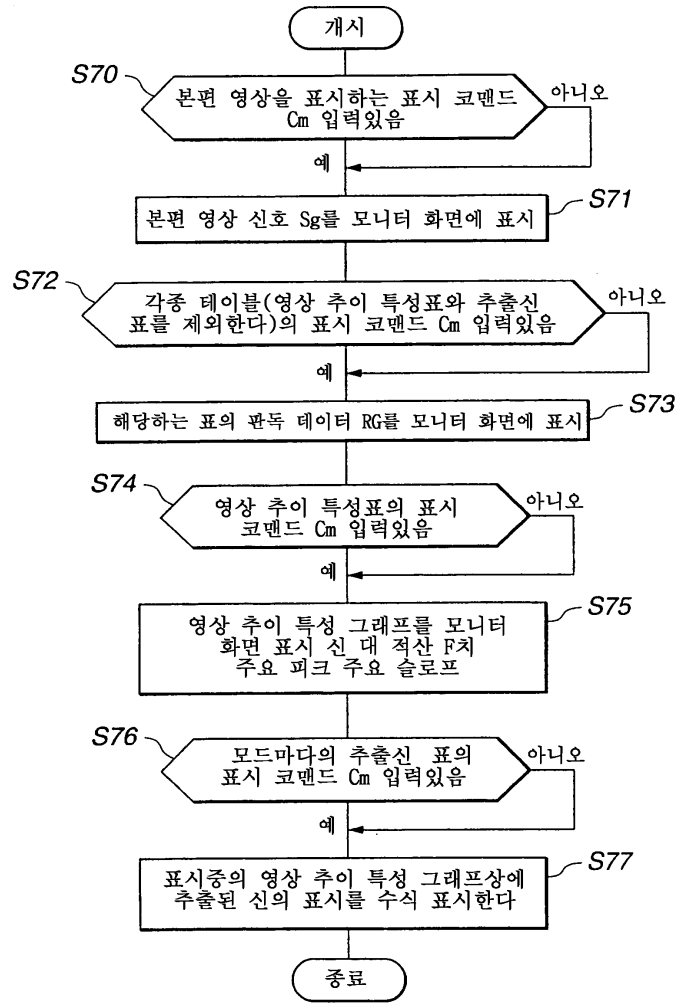 개시
S70
본편 영상을 표시하는 표시 코맨드
Cm 입력있음
아니오
예
S71
본편 영상 신호 Sg를 모니터 화면에 표시
S72
각종 테이블(영상 추이 특성표와 추출신
표를 제외한다)의 표시 코맨드 Cm 입력있음
아니오
예
S73
해당하는 표의 판독 데이터 RG를 모니터 화면에 표시
S74
영상 추이 특성표의 표시
코맨드 Cm 입력있음
아니오
예
S75
영상 추이 특성 그래프를 모니터
화면 표시 신 대 적산 F치
주요 피크 주요 슬로프
S76
모드마다의 추출신 표의
표시 코맨드 Cm 입력있음
아니오
예
S77
표시중의 영상 추이 특성 그래프상에
추출된 신의 표시를 수식 표시한다
종료